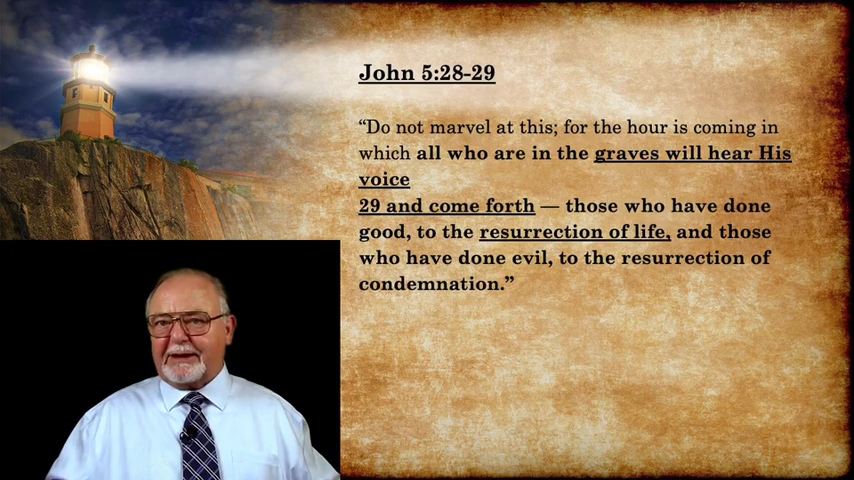 John 5:28-29
“Do not marvel at this; for the hour is coming in
which all who are in the graves will hear His
voice
29 and come forth — those who have done
good, to the resurrection of life, and those
who have done evil, to the resurrection of
condemnation.”